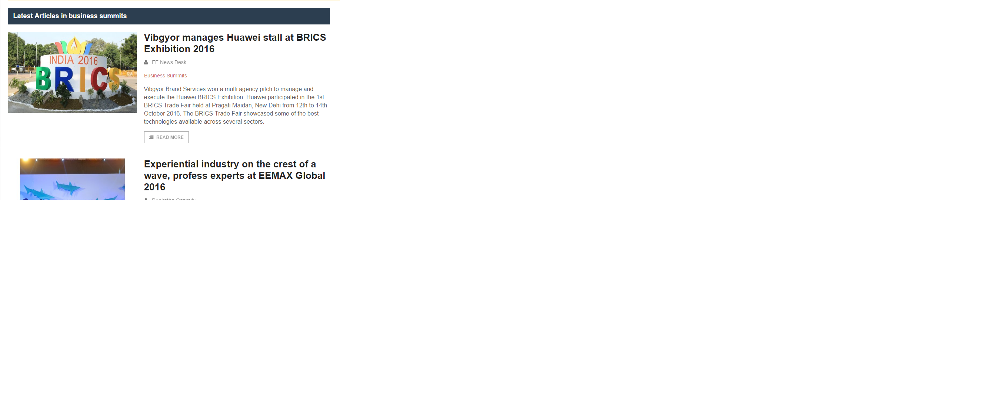 Latest Articles in business summits
INDIA 2016
BRICS
Vibgyor manages Huawei stall at BRICS
Exhibition 2016
EE News Desk
Business Summits
Vibgyor Brand Services won a multi agency pitch to manage and
execute the Huawei BRICS Exhibition. Huawei participated in the 1st
BRICS Trade Fair held at Pragati Maidan, New Dehi from 12th to 14th
October 2016. The BRICS Trade Fair showcased some of the best
technologies available across several sectors.
READ MORE
Experiential industry on the crest of a
wave, profess experts at EEMAX Global
2016